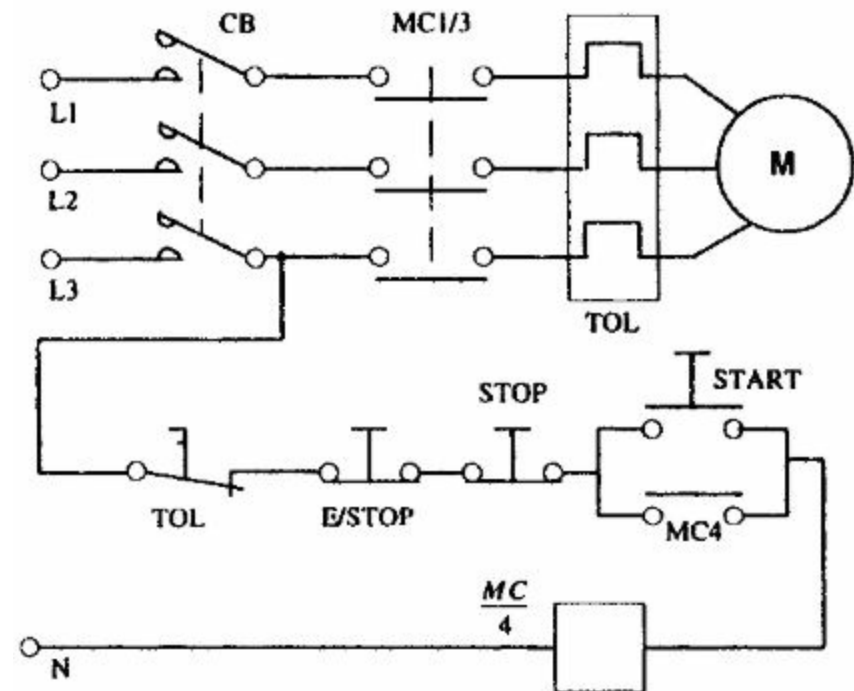 CB
MC1/3
L1
L2
M
L3
TOL
STOP
START
TOL
E/STOP
MC4
MC
4
N